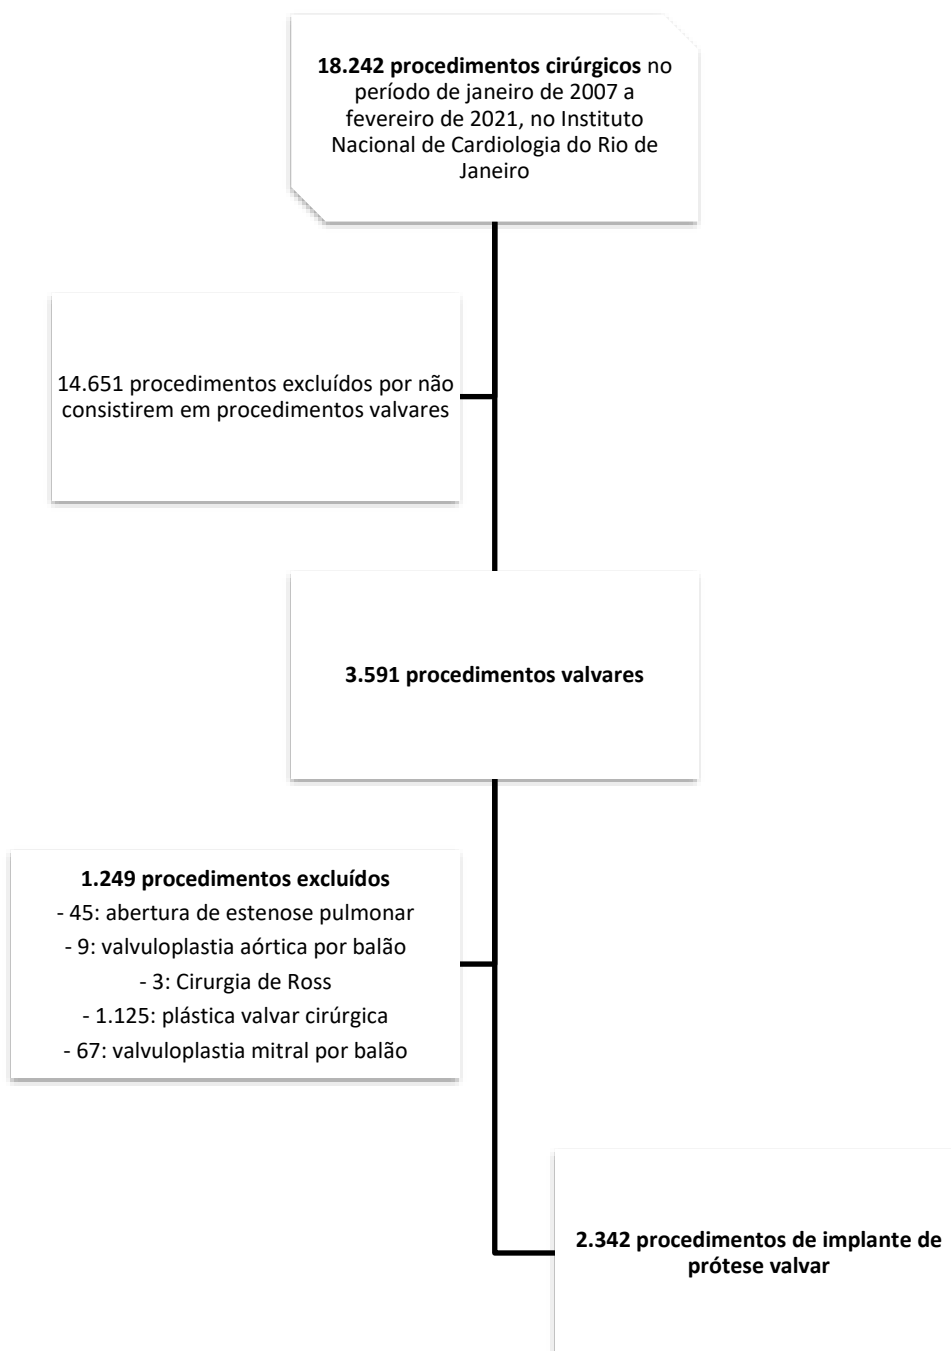 18.242 procedimentos cirúrgicos no
período de janeiro de 2007 a
fevereiro de 2021, no Instituto
Nacional de Cardiologia do Rio de
Janeiro
14.651 procedimentos excluídos por não
consistirem em procedimentos valvares
3.591 procedimentos valvares
1.249 procedimentos excluídos
- 45: abertura de estenose pulmonar
- 9: valvuloplastia aórtica por balão
- 3: Cirurgia de Ross
- 1.125: plástica valvar cirúrgica
- 67: valvuloplastia mitral por balão
2.342 procedimentos de implante de
prótese valvar